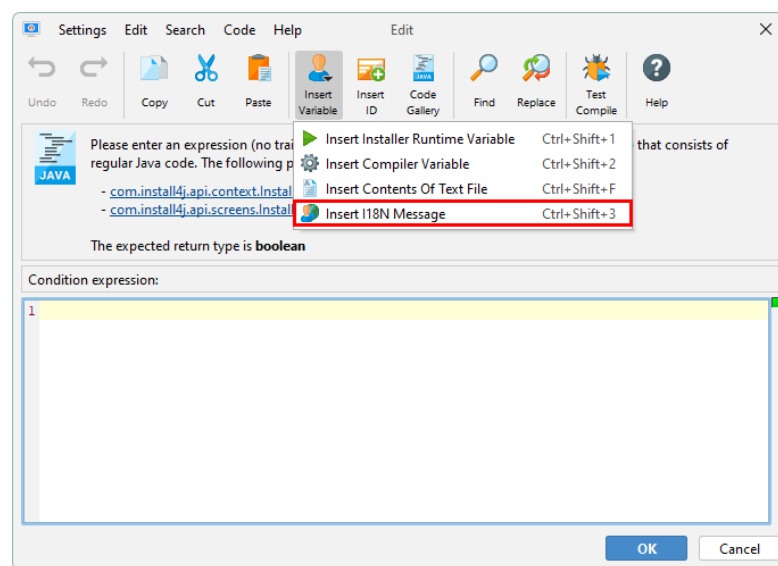 Settings Edit Search Code Help Edit
Undo Redo Copy Cut Paste Insert Variable Insert ID Code Gallery Find Replace Test Compile Help
JAVA
Please enter an expression (no trai
that consists of
regular Java code. The following p
- com.install4j.api.context.Instal
- com.install4j.api.screens.Install
The expected return type is boolean
Insert Installer Runtime Variable Ctrl+Shift+1
Insert Compiler Variable Ctrl+Shift+2
Insert Contents Of Text File Ctrl+Shift+F
Insert I18N Message Ctrl+Shift+3
Condition expression:
1
OK Cancel